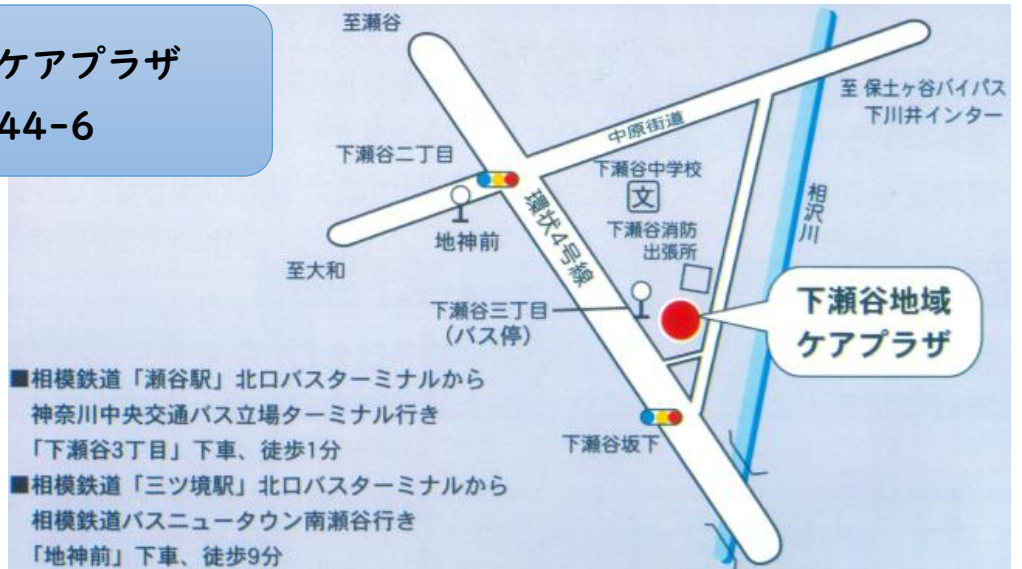 ケアプラザ
44-6
至瀬谷
至 保土ヶ谷バイパス
下川井インター
中原街道
下瀬谷二丁目
下瀬谷中学校
文
相沢川
環状4号線
地神前
下瀬谷消防
出張所
至大和
下瀬谷三丁目
(バス停)
下瀬谷地域
ケアプラザ
■相模鉄道「瀬谷駅」北口バスターミナルから
神奈川中央交通バス立場ターミナル行き
「下瀬谷3丁目」下車、徒歩1分
下瀬谷坂下
■相模鉄道「三ツ境駅」北口バスターミナルから
相模鉄道バスニュータウン南瀬谷行き
「地神前」下車、徒歩9分